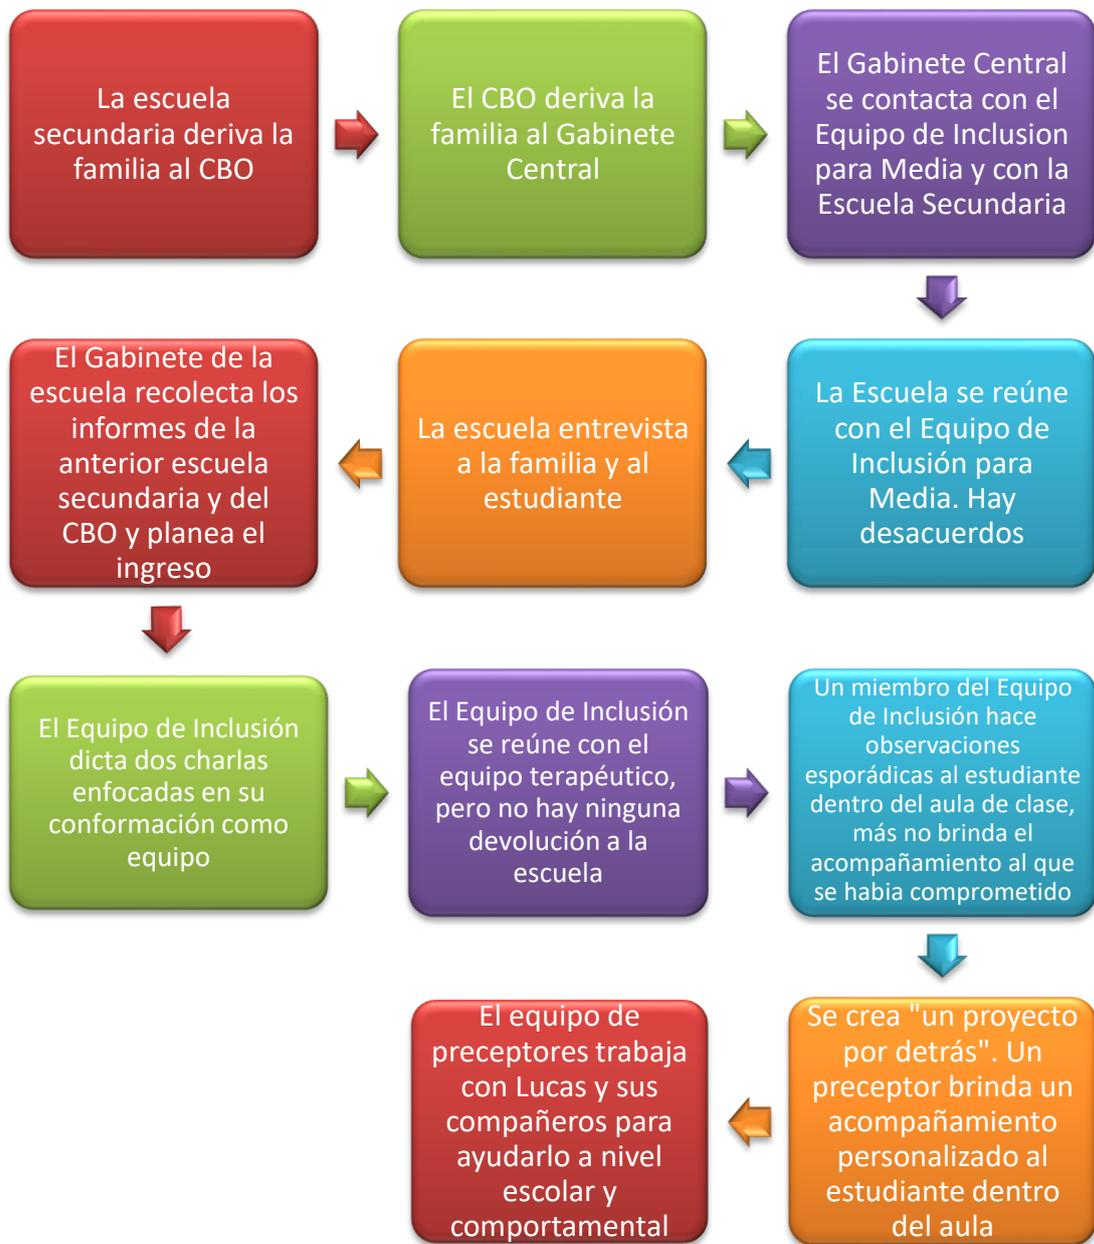 La escuela
secundaria deriva la
familia al CBO
El CBO deriva la
familia al Gabinete
Central
El Gabinete Central
se contacta con el
Equipo de Inclusion
para Media y con la
Escuela Secundaria
La Escuela se reúne
con el Equipo de
Inclusión para
Media. Hay
desacuerdos
La escuela entrevista
a la familia y al
estudiante
El Gabinete de la
escuela recolecta los
informes de la
anterior escuela
secundaria y del
CBO y planea el
ingreso
El Equipo de Inclusión
dicta dos charlas
enfocadas en su
conformación como
equipo
El Equipo de Inclusión
se reúne con el
equipo terapéutico,
pero no hay ninguna
devolución a la
escuela
Un miembro del Equipo
de Inclusión hace
observaciones
esporádicas al estudiante
dentro del aula de clase,
más no brinda el
acompañamiento al que
se habia comprometido
Se crea "un proyecto
por detrás". Un
preceptor brinda un
acompañamiento
personalizado al
estudiante dentro
del aula
El equipo de
preceptores trabaja
con Lucas y sus
compañeros para
ayudarlo a nivel
escolar y
comportamental